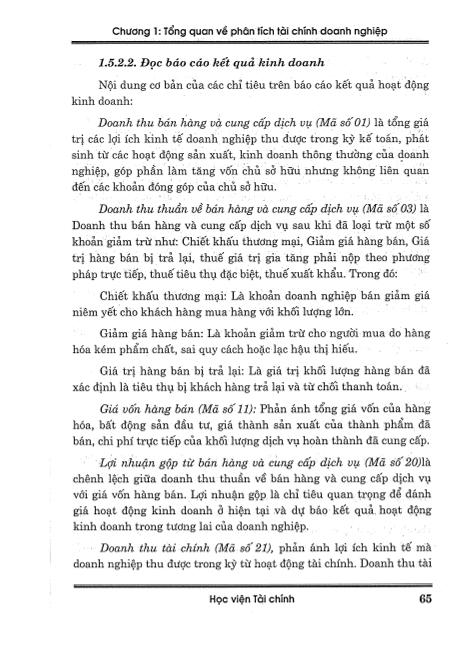 Chương 1: Tổng quan về phân tích tài chính doanh nghiệp
1.5.2.2. Đọc báo cáo kết quả kinh doanh
Nội dung cơ bản của các chỉ tiêu trên báo cáo kết quả hoạt động
kinh doanh:
Doanh thu bán hàng và cung cấp dịch vụ (Mã số 01) là tổng giá
trị các lợi ích kinh tế doanh nghiệp thu được trong kỳ kế toán, phát
sinh từ các hoạt động sản xuất, kinh doanh thông thường của doanh
nghiệp, góp phần làm tăng vốn chủ sở hữu nhưng không liên quan
đến các khoản đóng góp của chủ sở hữu.
Doanh thu thuần về bán hàng và cung cấp dịch vụ (Mã số 03) là
Doanh thu bán hàng và cung cấp dịch vụ sau khi đã loại trừ một số
khoản giảm trừ như: Chiết khấu thương mại, Giảm giá hàng bán, Giá
trị hàng bán bị trả lại, thuế giá trị gia tăng phải nộp theo phương
pháp trực tiếp, thuế tiêu thụ đặc biệt, thuế xuất khẩu. Trong đó:
Chiết khấu thương mại: Là khoản doanh nghiệp bán giảm giá
niêm yết cho khách hàng mua hàng với khối lượng lớn.
Giảm giá hàng bán: Là khoản giảm trừ cho người mua do hàng
hóa kém phẩm chất, sai quy cách hoặc lạc hậu thị hiếu.
Giá trị hàng bán bị trả lại: Là giá trị khối lượng hàng bán đã
xác định là tiêu thụ bị khách hàng trả lại và từ chối thanh toán.
Giá vốn hàng bán (Mã số 11): Phản ánh tổng giá vốn của hàng
hóa, bất động sản đầu tư, giá thành sản xuất của thành phẩm đã
bán, chi phí trực tiếp của khối lượng dịch vụ hoàn thành đã cung cấp.
Lợi nhuận gộp từ bán hàng và cung cấp dịch vụ (Mã số 20)là
chênh lệch giữa doanh thu thuần về bán hàng và cung cấp dịch vụ
với giá vốn hàng bán. Lợi nhuận gộp là chỉ tiêu quan trọng để đánh
giá hoạt động kinh doanh ở hiện tại và dự báo kết quả hoạt động
kinh doanh trong tương lai của doanh nghiệp.
Doanh thu tài chính (Mã số 21), phản ánh lợi ích kinh tế mà
doanh nghiệp thu được trong kỳ từ hoạt động tài chính. Doanh thu tài
Học viện Tài chính 65